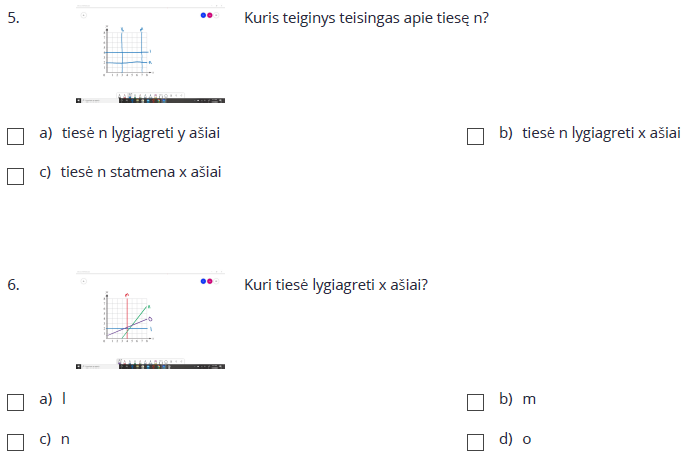 5.
Kuris teiginys teisingas apie tiesę n?
a) tiesė n lygiagreti y ašiai
b) tiesė n lygiagreti x ašiai
c) tiesė n statmena x ašiai
6.
Kuri tiesė lygiagreti x ašiai?
a) l
b) m
c) n
d) o